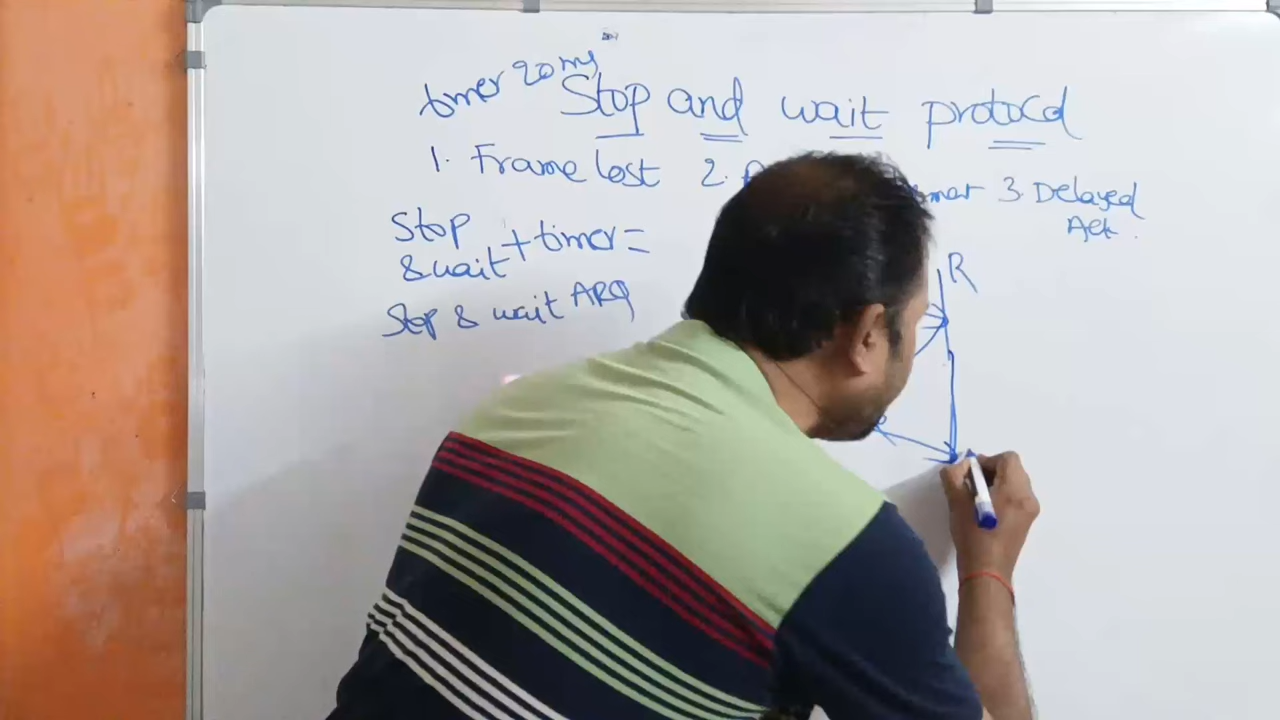 timer 20 ms
Stop and wait protocol
1. Frame lost 2. 3. Delayed
Ack.
Stop
& wait + timer =
Stop & wait ARQ
R